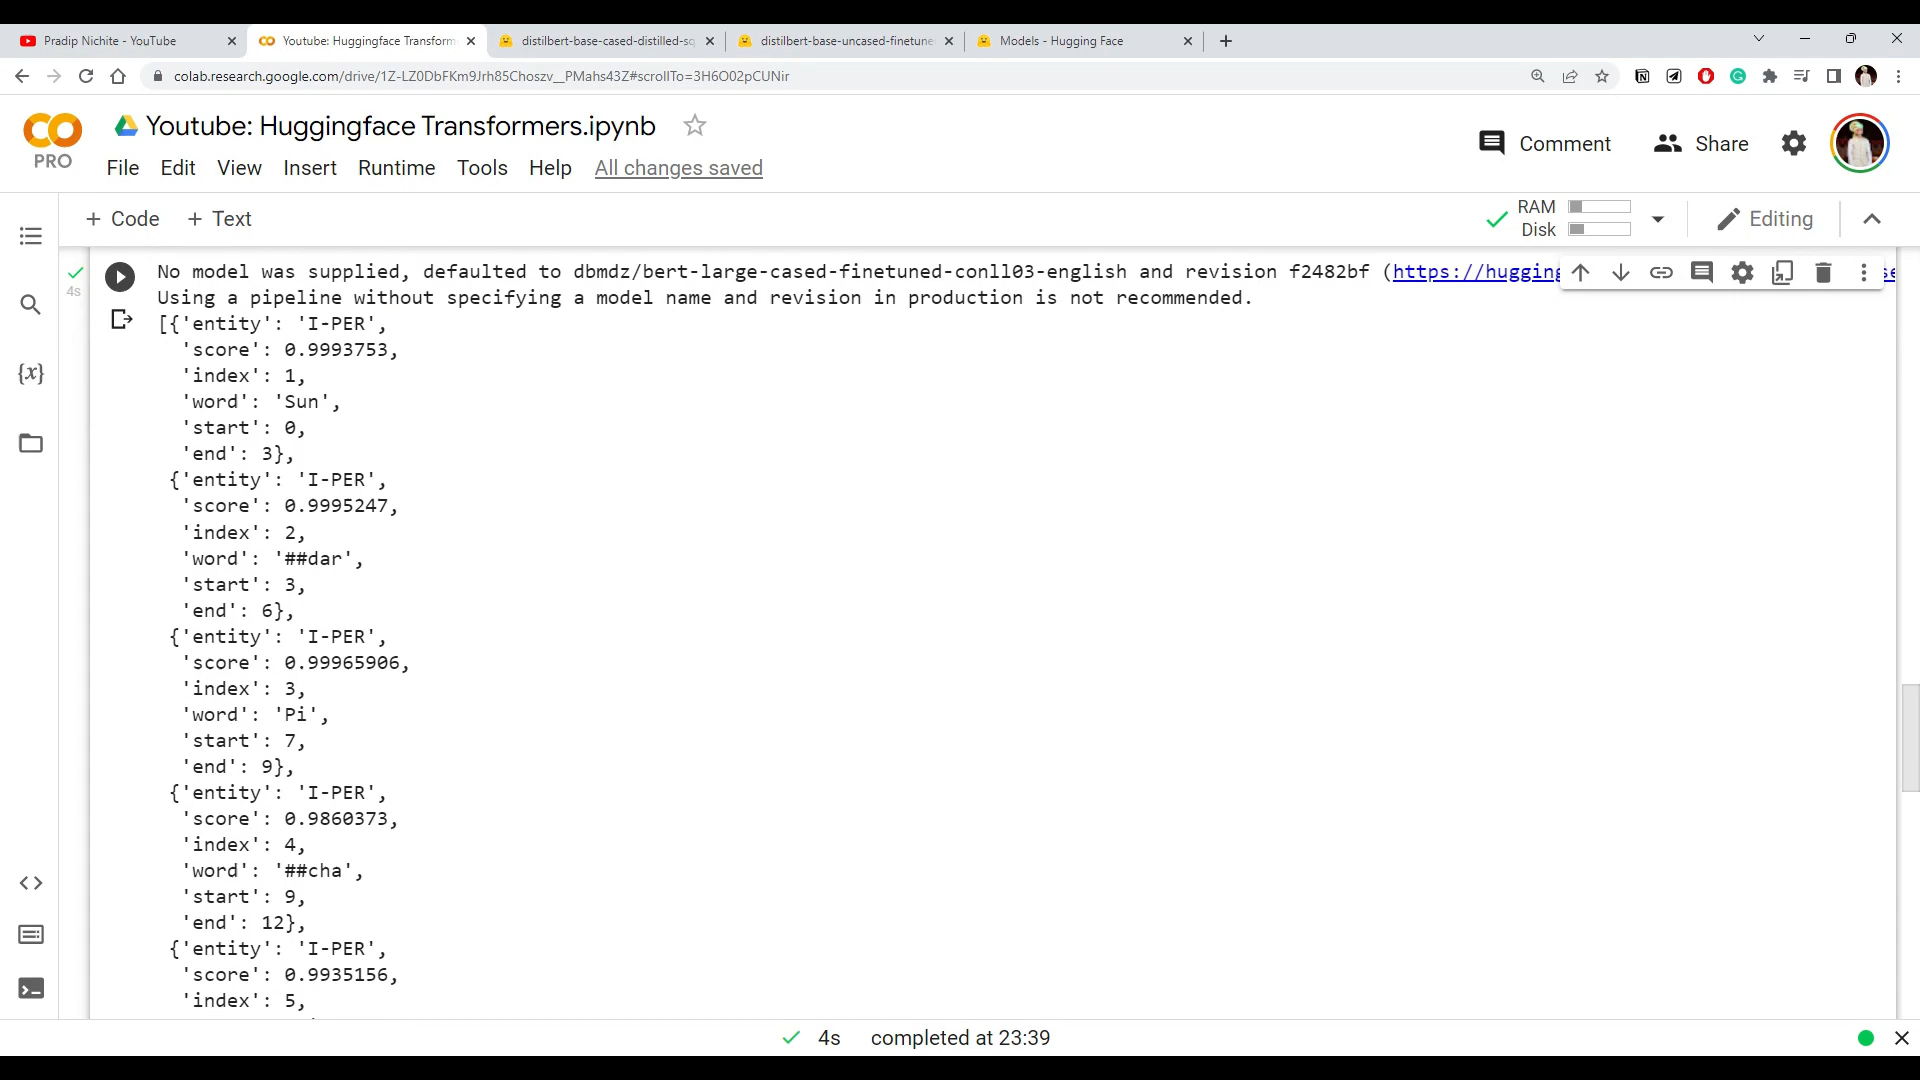 Pradip Nichite - YouTube
Youtube: Huggingface Transform
distilbert-base-cased-distilled-sq
distilbert-base-uncased-finetune
Models - Hugging Face
colab.research.google.com/drive/1Z-LZ0DbFKm9Jrh85Choszv__PMahs43Z#scrollTo=3H6O02pCUNir
CO
PRO
Youtube: Huggingface Transformers.ipynb
Comment
Share
File Edit View Insert Runtime Tools Help All changes saved
+ Code + Text
RAM
Disk
Editing
4s
No model was supplied, defaulted to dbmdz/bert-large-cased-finetuned-conll03-english and revision f2482bf (https://hugging
Using a pipeline without specifying a model name and revision in production is not recommended.
[{'entity': 'I-PER',
'score': 0.9993753,
'index': 1,
'word': 'Sun',
'start': 0,
'end': 3},
{'entity': 'I-PER',
'score': 0.9995247,
'index': 2,
'word': '##dar',
'start': 3,
'end': 6},
{'entity': 'I-PER',
'score': 0.99965906,
'index': 3,
'word': 'Pi',
'start': 7,
'end': 9},
{'entity': 'I-PER',
'score': 0.9860373,
'index': 4,
'word': '##cha',
'start': 9,
'end': 12},
{'entity': 'I-PER',
'score': 0.9935156,
'index': 5,
4s completed at 23:39